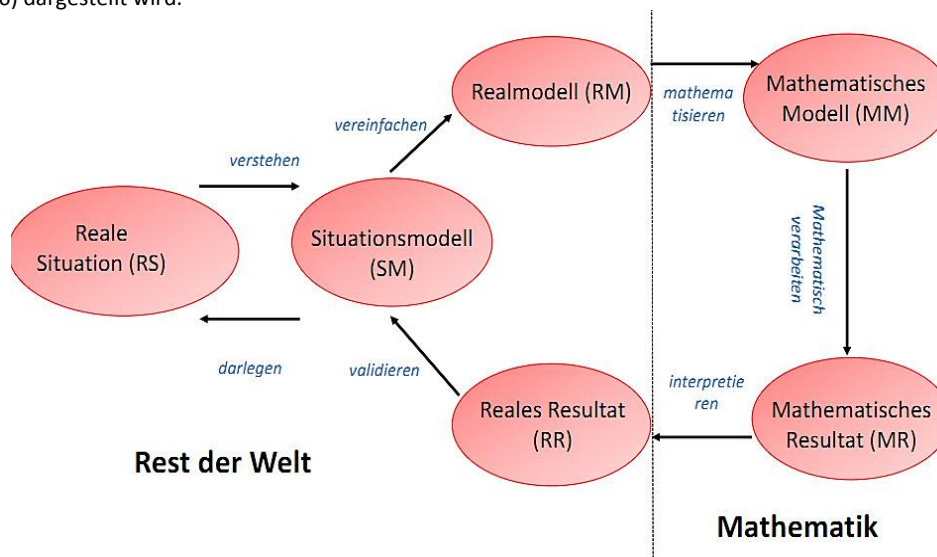 6) dargestellt wird.
Realmodell (RM)
mathema
tisieren
Mathematisches
Modell (MM)
vereinfachen
verstehen
Reale
Situation (RS)
Situationsmodell
(SM)
Mathematisch
verarbeiten
darlegen
validieren
Reales Resultat
(RR)
interpretie
ren
Mathematisches
Resultat (MR)
Rest der Welt
Mathematik